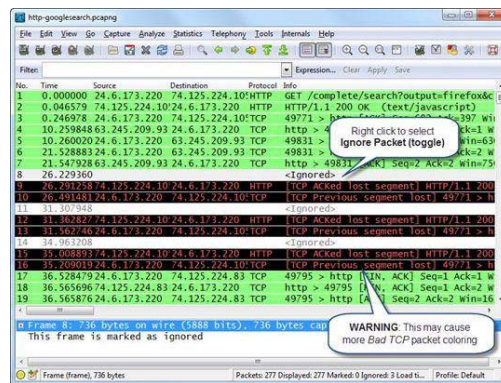 http-googlesearch.pcapng
File Edit View Go Capture Analyze Statistics Telephony Tools Internals Help
Filter: Expression... Clear Apply Save
No. Time Source Destination Protocol Info
1 0.000000 24.6.173.220 74.125.224.10 HTTP GET /complete/search?output=firefox&c
2 0.046579 74.125.224.10 24.6.173.220 HTTP HTTP/1.1 200 OK (text/javascript)
3 0.246978 24.6.173.220 74.125.224.10 TCP 49771 > http
4 10.259848 63.245.209.93 24.6.173.220 TCP http >
5 10.260020 24.6.173.220 63.245.209.93 TCP 49831 >
6 21.528883 24.6.173.220 63.245.209.93 TCP 49831 >
7 21.547928 63.245.209.93 24.6.173.220 TCP http > 49831 [ACK] Seq=2 Ack=2 Win=75
Right click to select
Ignore Packet (toggle)
8 26.229360 <Ignored>
9 26.291258 74.125.224.10 24.6.173.220 HTTP [TCP ACKed lost segment] HTTP/1.1 200
10 26.491481 24.6.173.220 74.125.224.10 TCP [TCP Previous segment lost] 49771 > h
11 31.307948 <Ignored>
12 31.362827 74.125.224.10 24.6.173.220 HTTP [TCP ACKed lost segment] HTTP/1.1 200
13 31.562746 24.6.173.220 74.125.224.10 TCP [TCP Previous segment lost] 49771 > h
14 34.963208 <Ignored>
15 35.008893 74.125.224.10 24.6.173.220 HTTP [TCP ACKed lost segment] HTTP/1.1 200
16 35.209019 24.6.173.220 74.125.224.10 TCP [TCP Previous segment lost] 49771 > h
17 36.528479 24.6.173.220 74.125.224.83 TCP 49795 > http [FIN, ACK] Seq=1 Ack=1 W
18 36.565696 74.125.224.83 24.6.173.220 TCP http > 49795 [FIN, ACK] Seq=1 Ack=2 W
19 36.565876 24.6.173.220 74.125.224.83 TCP 49795 > http [ACK] Seq=2 Ack=2 Win=16
Frame 8: 736 bytes on wire (5888 bits), 736 bytes cap
This frame is marked as ignored
WARNING: This may cause
more Bad TCP packet coloring
Frame (frame), 736 bytes Packets: 277 Displayed: 277 Marked: 0 Ignored: 3 Load ti... Profile: Default